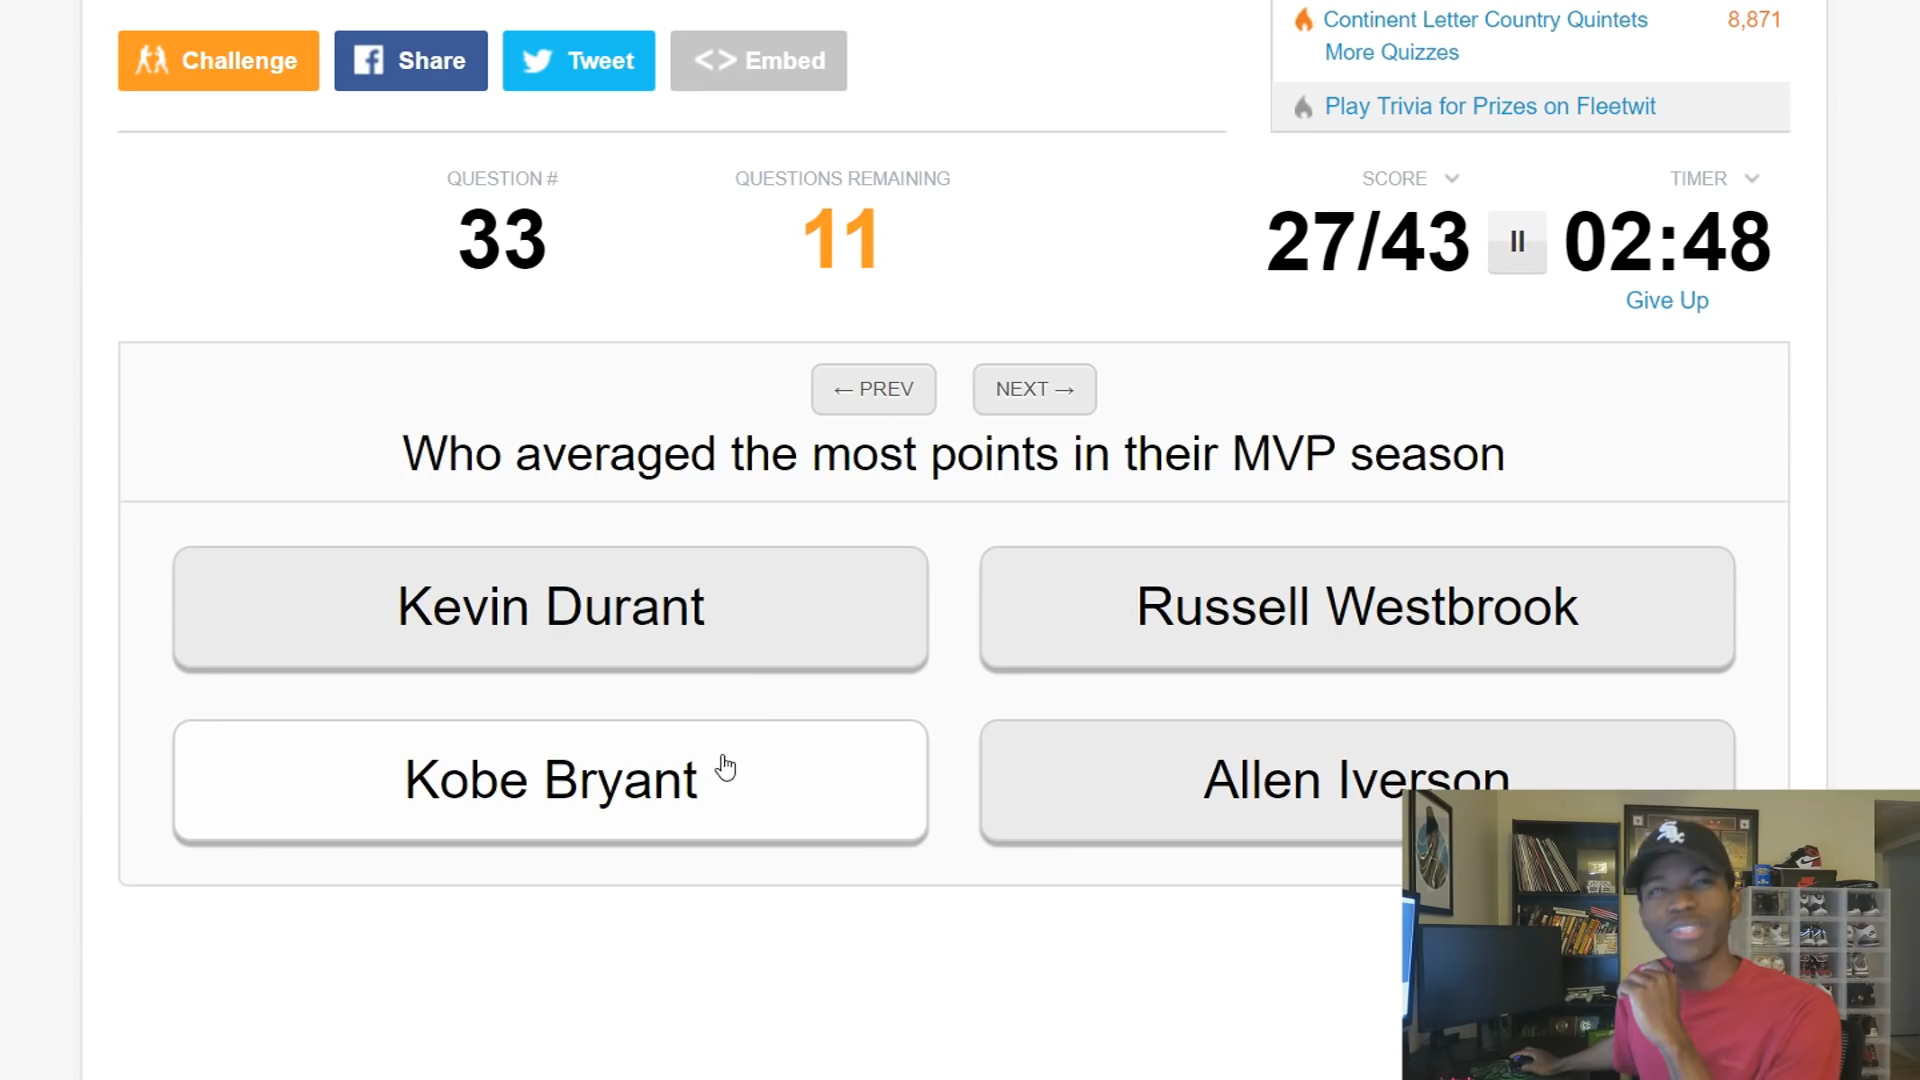 Continent Letter Country Quintets 8,871
More Quizzes
Play Trivia for Prizes on Fleetwit
Challenge
Share
Tweet
<> Embed
QUESTION #
33
QUESTIONS REMAINING
11
SCORE
27/43
TIMER
02:48
Give Up
← PREV
NEXT →
Who averaged the most points in their MVP season
Kevin Durant
Russell Westbrook
Kobe Bryant
Allen Iverson